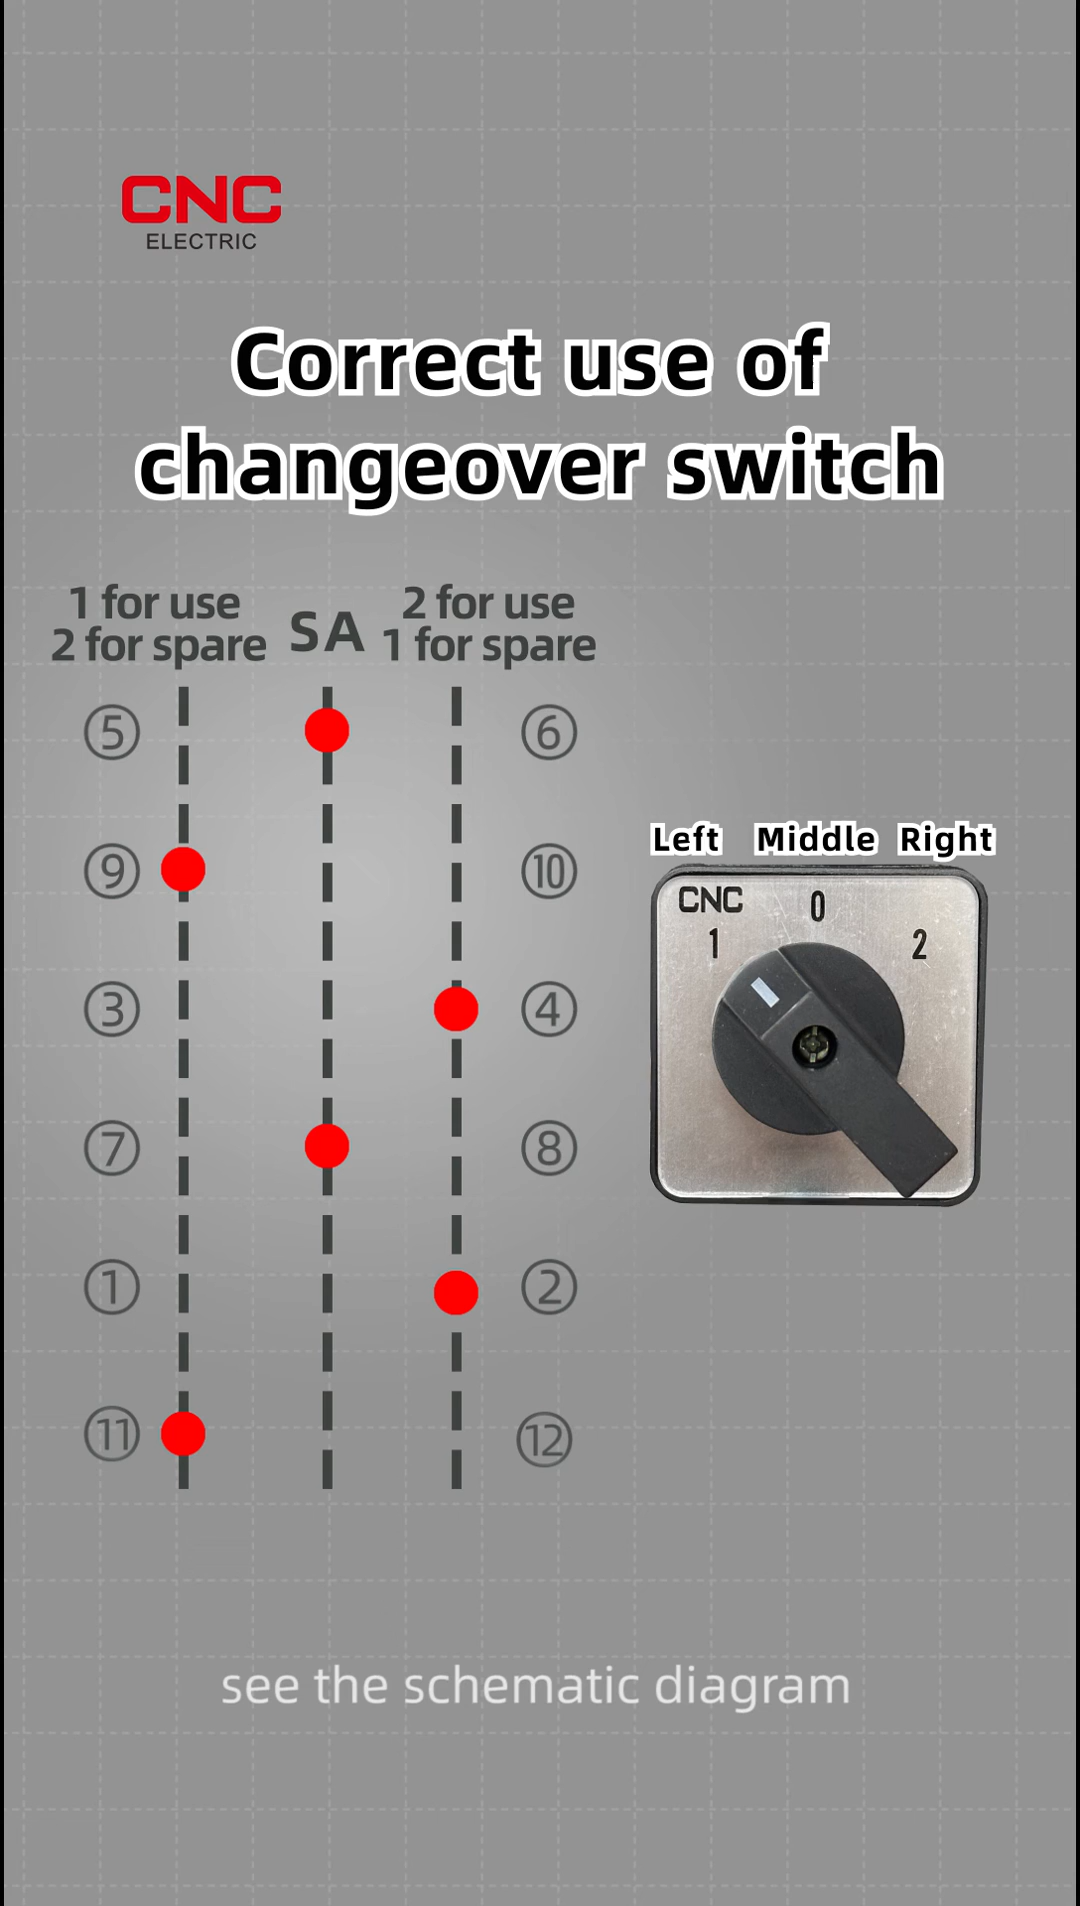 CNC
ELECTRIC
Correct use of
changeover switch
1 for use
2 for spare
SA
2 for use
1 for spare
⑤ ⑥
⑨ ⑩
③ ④
⑦ ⑧
① ②
⑪ ⑫
Left Middle Right
CNC
0
1 2
see the schematic diagram